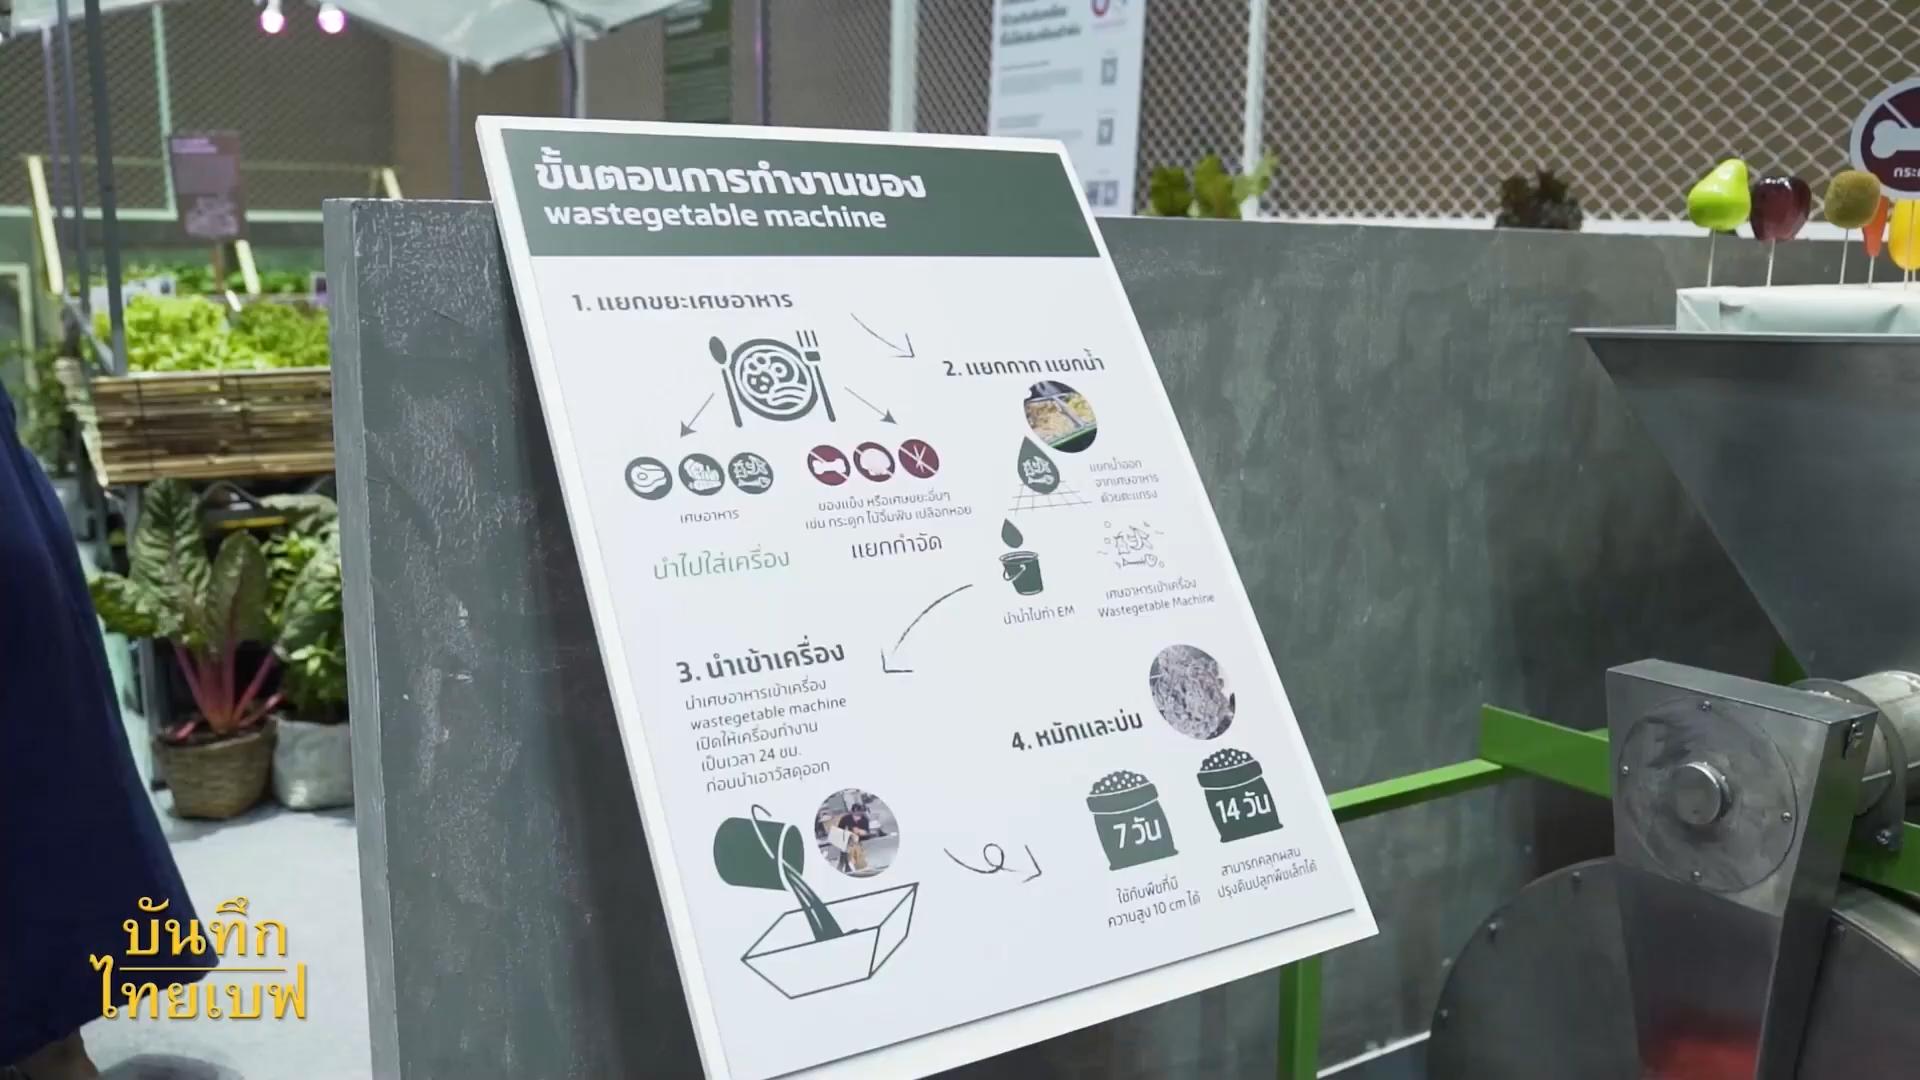 ขั้นตอนการทำงานของ
wastegetable machine
1. แยกขยะเศษอาหาร
เศษอาหาร
นำไปใส่เครื่อง
ของแข็ง หรือเศษขยะอื่นๆ
เช่น กระดูก ไม้จิ้มฟัน เปลือกหอย
แยกกำจัด
2. แยกกาก แยกน้ำ
แยกน้ำออก
จากเศษอาหาร
ด้วยตะแกรง
นำน้ำไปทำ EM
เศษอาหารเข้าเครื่อง
Wastegetable Machine
3. นำเข้าเครื่อง
นำเศษอาหารเข้าเครื่อง
wastegetable machine
เปิดให้เครื่องทำงาน
เป็นเวลา 24 ชม.
ก่อนนำเอาวัสดุออก
4. หมักและบ่ม
7 วัน
ใช้กับพืชที่มี
ความสูง 10 cm ได้
14 วัน
สามารถคลุกผสม
ปรุงดินปลูกพืชเล็กได้
บันทึก
ไทยเบฟ